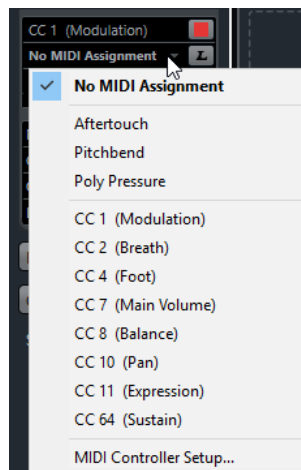 CC 1 (Modulation)
No MIDI Assignment L
No MIDI Assignment
Aftertouch
Pitchbend
Poly Pressure
CC 1 (Modulation)
CC 2 (Breath)
CC 4 (Foot)
CC 7 (Main Volume)
CC 8 (Balance)
CC 10 (Pan)
CC 11 (Expression)
CC 64 (Sustain)
MIDI Controller Setup...